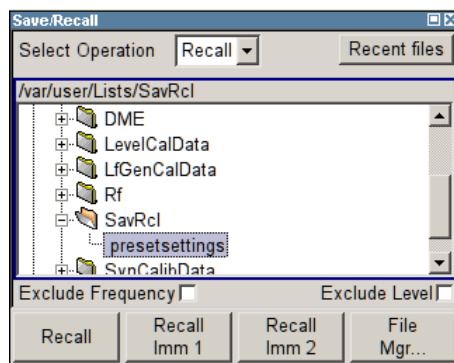 Save/Recall
Select Operation Recall Recent files
/var/user/Lists/SavRcl
DME
LevelCalData
LfGenCalData
Rf
SavRcl
presetsettings
SynCalibData
Exclude Frequency Exclude Level
Recall Recall Imm 1 Recall Imm 2 File Mgr...